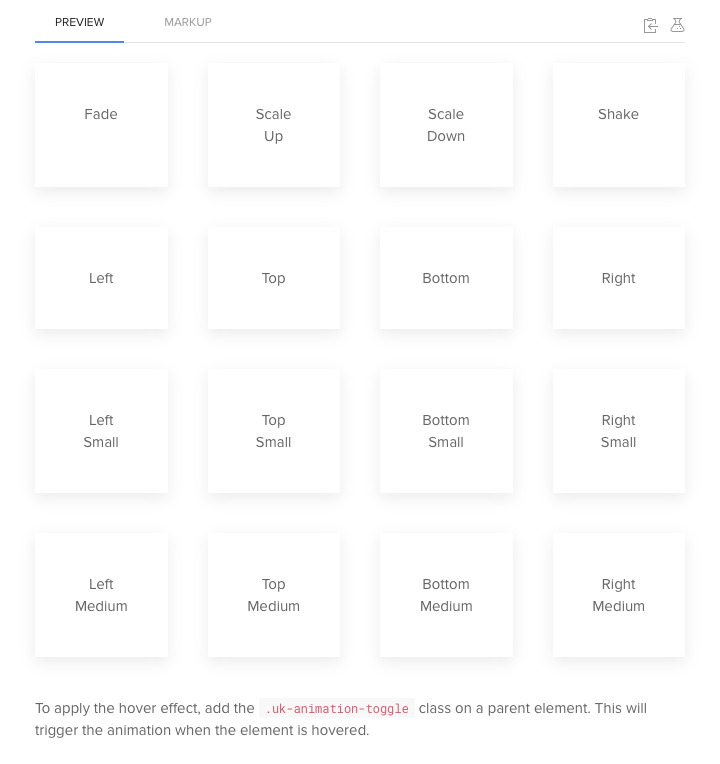 PREVIEW MARKUP
Fade
Scale
Up
Scale
Down
Shake
Left
Top
Bottom
Right
Left
Small
Top
Small
Bottom
Small
Right
Small
Left
Medium
Top
Medium
Bottom
Medium
Right
Medium
To apply the hover effect, add the .uk-animation-toggle class on a parent element. This will
trigger the animation when the element is hovered.